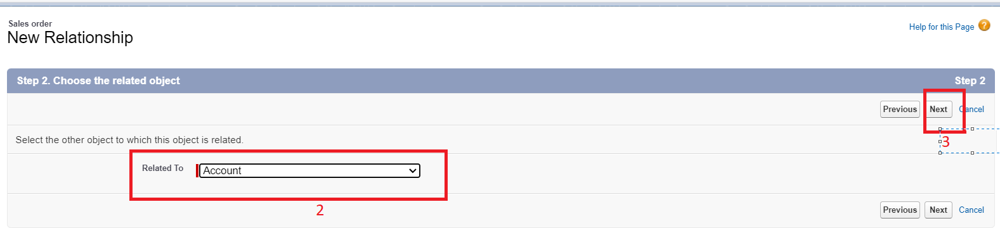 Sales order
New Relationship
Help for this Page ?
Step 2. Choose the related object
Step 2
Previous Next Cancel
Select the other object to which this object is related.
3
Related To Account
2
Previous Next Cancel